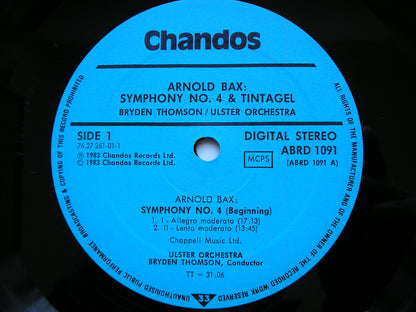 Chandos
ARNOLD BAX:
SYMPHONY NO. 4 & TINTAGEL
BRYDEN THOMSON / ULSTER ORCHESTRA
SIDE 1
76.27 261-01-1
Ⓟ 1983 Chandos Records Ltd.
© 1983 Chandos Records Ltd.
DIGITAL STEREO
ABRD 1091
MCPS
(ABRD 1091 A)
ARNOLD BAX:
SYMPHONY NO. 4 (Beginning)
1. I - Allegro moderato (17:13)
2. II - Lento moderato (13:45)
Chappell Music Ltd.
ULSTER ORCHESTRA
BRYDEN THOMSON, Conductor
TT = 31:06
33
ALL RIGHTS OF THE MANUFACTURER AND OF THE OWNER OF THE RECORDED WORK RESERVED
UNAUTHORISED PUBLIC PERFORMANCE, BROADCASTING & COPYING OF THIS RECORD PROHIBITED